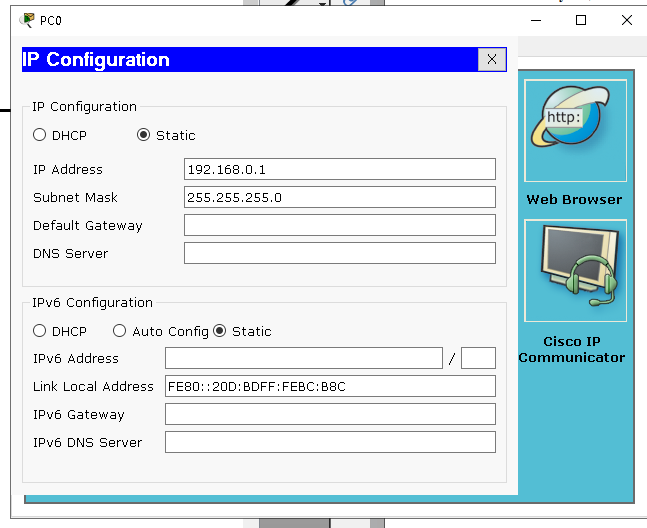 PC0
IP Configuration
X
IP Configuration
DHCP
Static
IP Address
192.168.0.1
Subnet Mask
255.255.255.0
Default Gateway
DNS Server
IPv6 Configuration
DHCP
Auto Config
Static
IPv6 Address
/
Link Local Address
FE80::20D:BDFF:FEBC:B8C
IPv6 Gateway
IPv6 DNS Server
http:
Web Browser
Cisco IP
Communicator